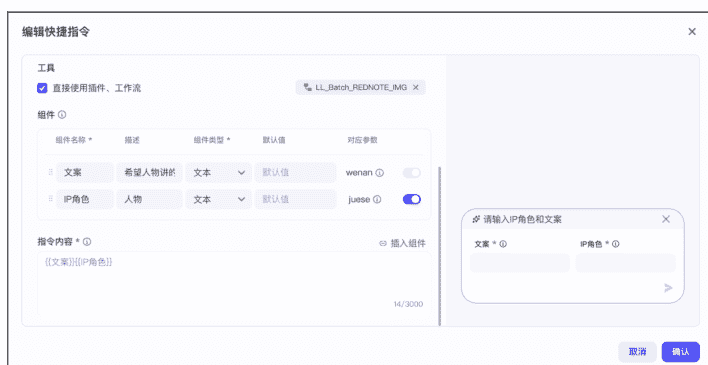 编辑快捷指令
工具
直接使用插件、工作流
LL_Batch_REDNOTE_IMG
组件
组件名称 * 描述 组件类型 * 默认值 对应参数
文案 希望人物讲的 文本 默认值 wenan
IP角色 人物 文本 默认值 juese
指令内容 * 插入组件
{{文案}}{{IP角色}}
14/3000
请输入IP角色和文案
文案 * IP角色 *
取消 确认